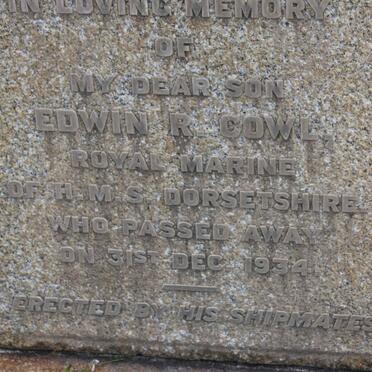 IN LOVING MEMORY
OF
MY DEAR SON
EDWIN R. COWL,
ROYAL MARINE
OF H.M.S. DORSETSHIRE.
WHO PASSED AWAY
ON 31ST DEC. 1934.
ERECTED BY HIS SHIPMATES